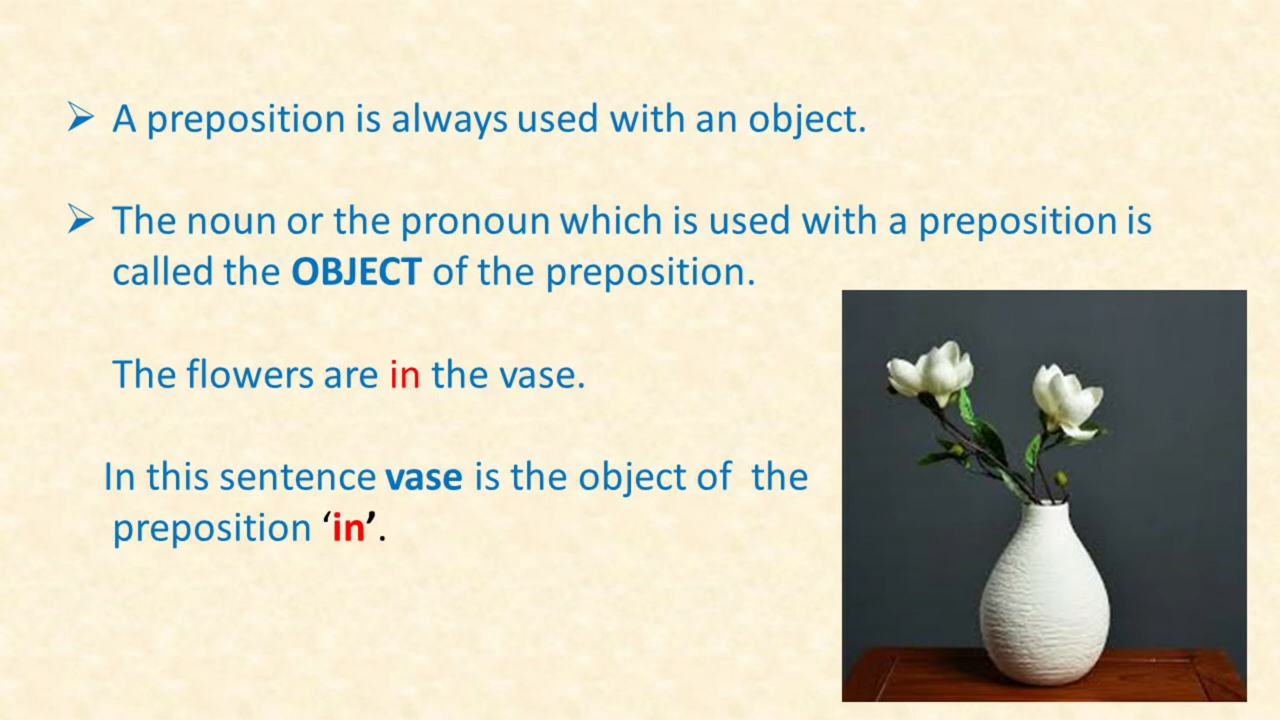 ➢ A preposition is always used with an object.
➢ The noun or the pronoun which is used with a preposition is
called the OBJECT of the preposition.
The flowers are in the vase.
In this sentence vase is the object of  the
preposition ‘in’.